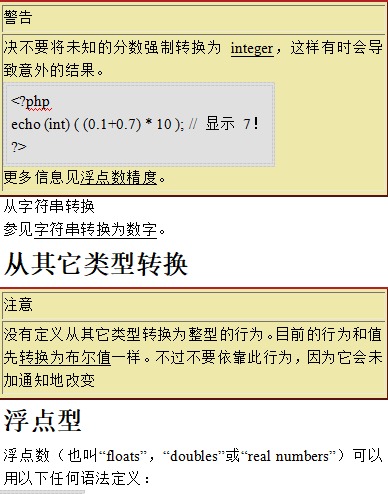 警告
决不要将未知的分数强制转换为 integer，这样有时会导
致意外的结果。
<?php
echo (int) ( (0.1+0.7) * 10 ); // 显示 7！
?>
更多信息见浮点数精度。
从字符串转换
参见字符串转换为数字。
从其它类型转换
注意
没有定义从其它类型转换为整型的行为。目前的行为和值
先转换为布尔值一样。不过不要依靠此行为，因为它会未
加通知地改变
浮点型
浮点数（也叫“floats”，“doubles”或“real numbers”）可以
用以下任何语法定义：